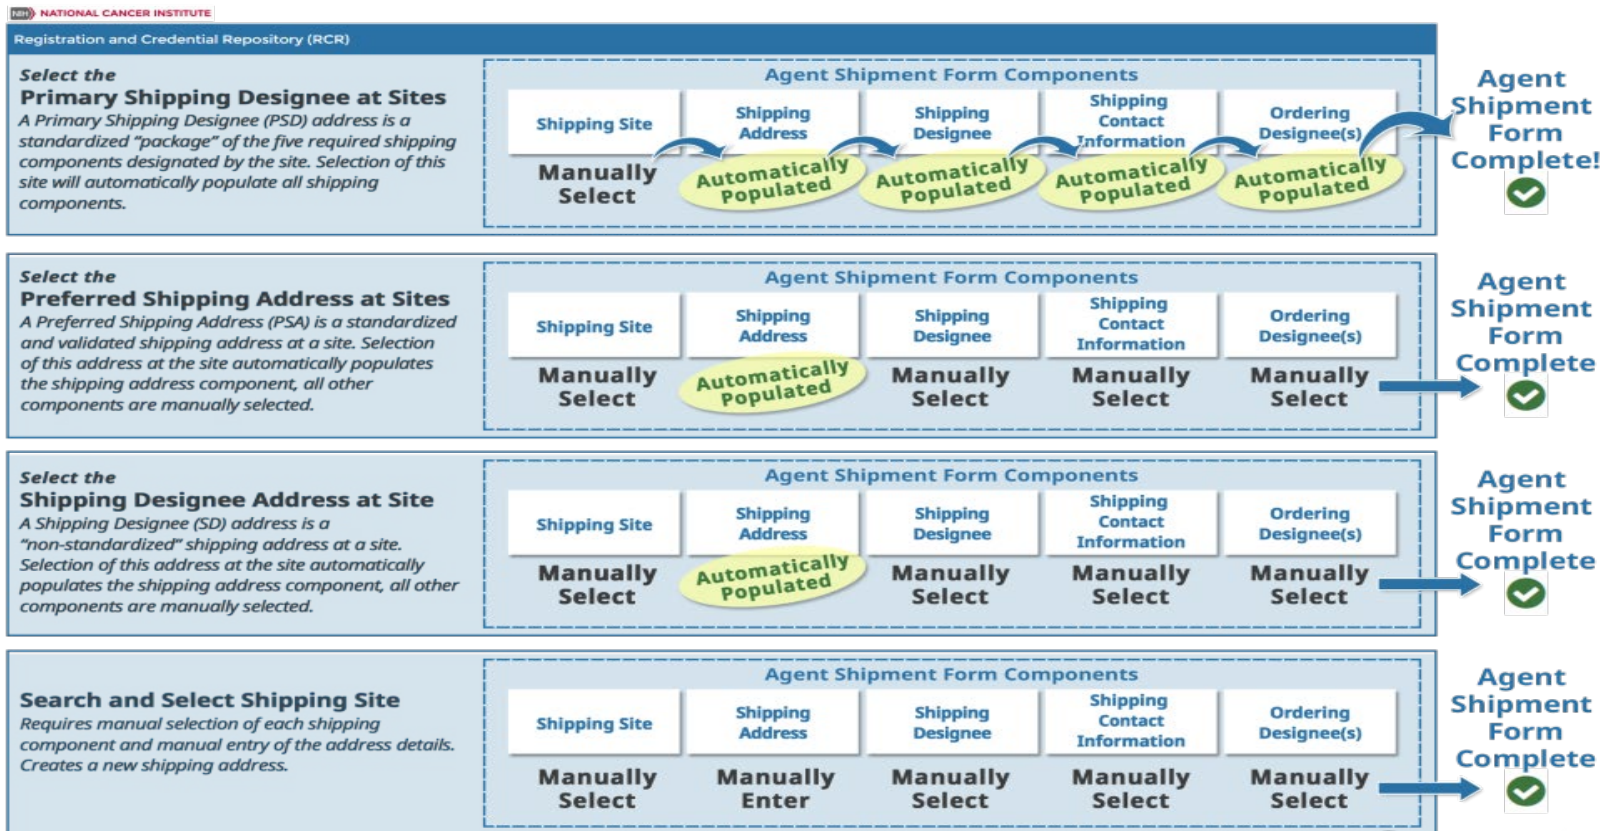 NIH NATIONAL CANCER INSTITUTE
Registration and Credential Repository (RCR)
Select the
Primary Shipping Designee at Sites
A Primary Shipping Designee (PSD) address is a
standardized “package” of the five required shipping
components designated by the site. Selection of this
site will automatically populate all shipping
components.
Agent Shipment Form Components
Shipping Site
Shipping
Address
Shipping
Designee
Shipping
Contact
Information
Ordering
Designee(s)
Manually
Select
Automatically
Populated
Automatically
Populated
Automatically
Populated
Automatically
Populated
Agent
Shipment
Form
Complete!
Select the
Preferred Shipping Address at Sites
A Preferred Shipping Address (PSA) is a standardized
and validated shipping address at a site. Selection
of this address at the site automatically populates
the shipping address component, all other
components are manually selected.
Agent Shipment Form Components
Shipping Site
Shipping
Address
Shipping
Designee
Shipping
Contact
Information
Ordering
Designee(s)
Manually
Select
Automatically
Populated
Manually
Select
Manually
Select
Manually
Select
Agent
Shipment
Form
Complete
Select the
Shipping Designee Address at Site
A Shipping Designee (SD) address is a
“non-standardized” shipping address at a site.
Selection of this address at the site automatically
populates the shipping address component, all other
components are manually selected.
Agent Shipment Form Components
Shipping Site
Shipping
Address
Shipping
Designee
Shipping
Contact
Information
Ordering
Designee(s)
Manually
Select
Automatically
Populated
Manually
Select
Manually
Select
Manually
Select
Agent
Shipment
Form
Complete
Search and Select Shipping Site
Requires manual selection of each shipping
component and manual entry of the address details.
Creates a new shipping address.
Agent Shipment Form Components
Shipping Site
Shipping
Address
Shipping
Designee
Shipping
Contact
Information
Ordering
Designee(s)
Manually
Select
Manually
Enter
Manually
Select
Manually
Select
Manually
Select
Agent
Shipment
Form
Complete